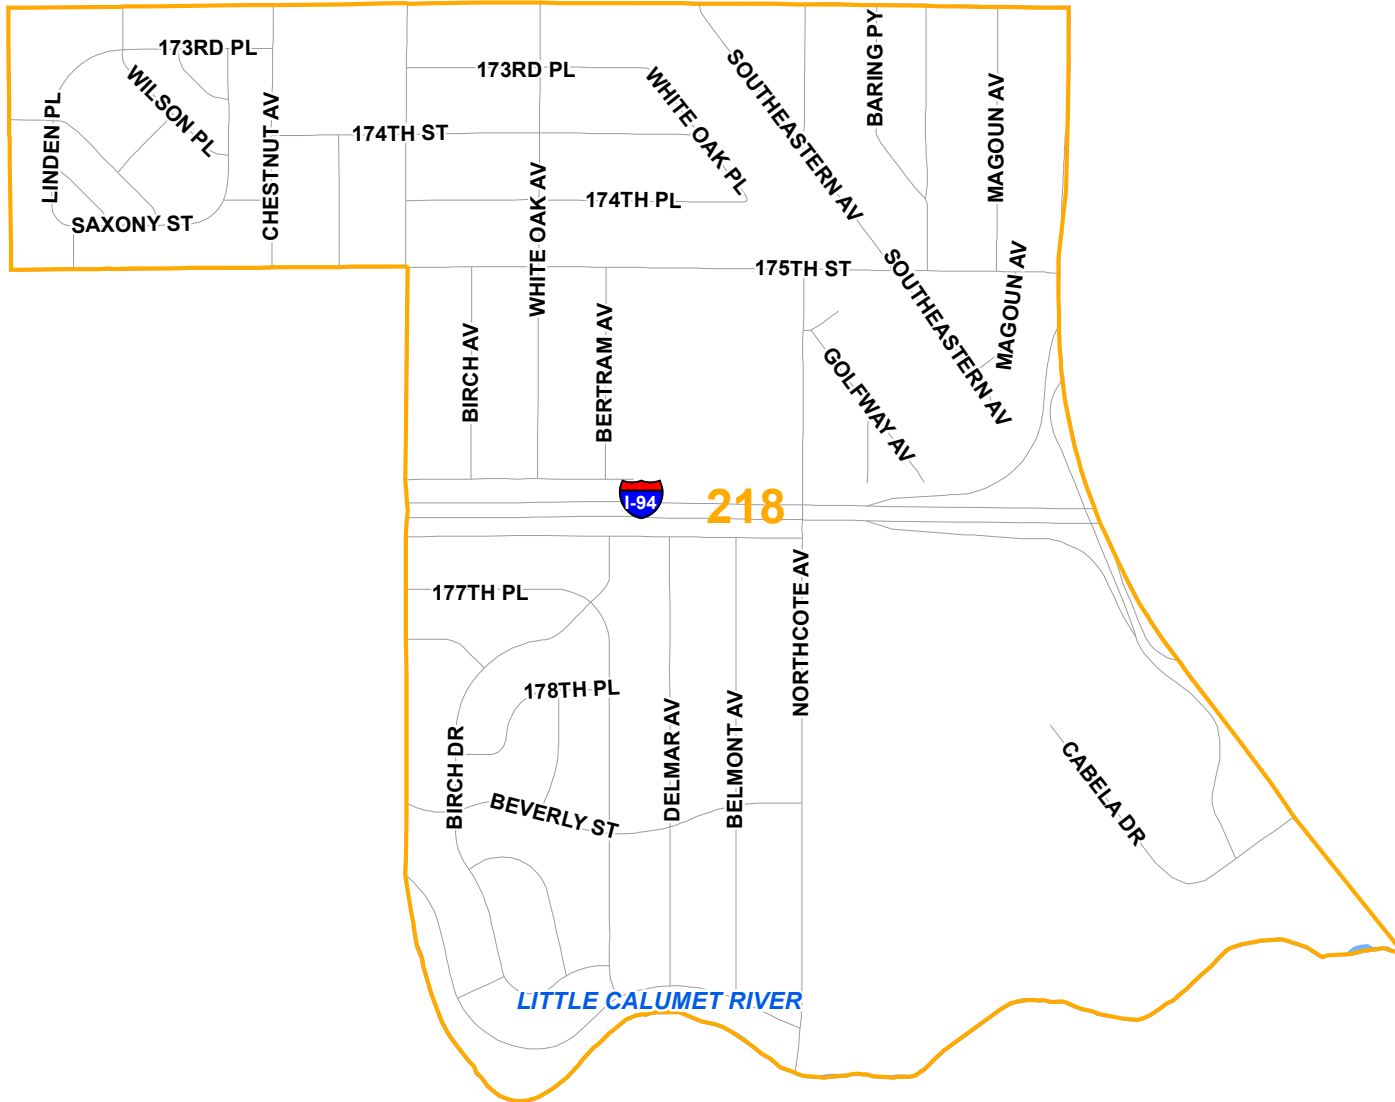 173RD PL
WILSON PL
LINDEN PL
CHESTNUT AV
SAXONY ST
173RD PL
174TH ST
WHITE OAK PL
174TH PL
WHITE OAK AV
SOUTHEASTERN AV
BARING PY
MAGOUN AV
175TH ST
SOUTHEASTERN AV
MAGOUN AV
BIRCH AV
BERTRAM AV
GOLFWAY AV
I-94
218
177TH PL
NORTHCOTE AV
178TH PL
BIRCH DR
BEVERLY ST
DELMAR AV
BELMONT AV
CABELA DR
LITTLE CALUMET RIVER